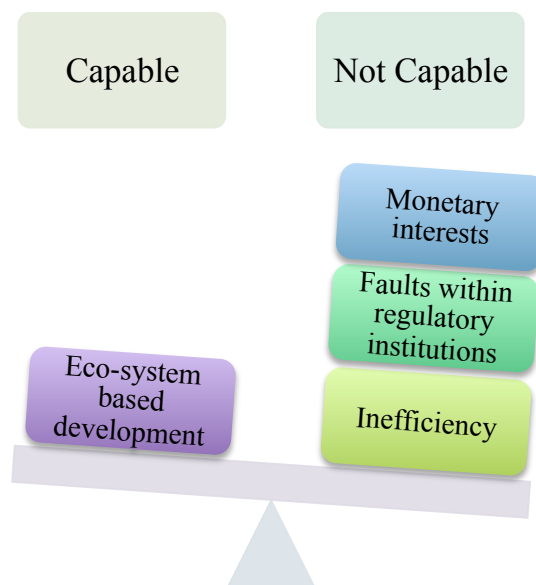 Capable
Not Capable
Monetary
interests
Faults within
regulatory
institutions
Eco-system
based
development
Inefficiency